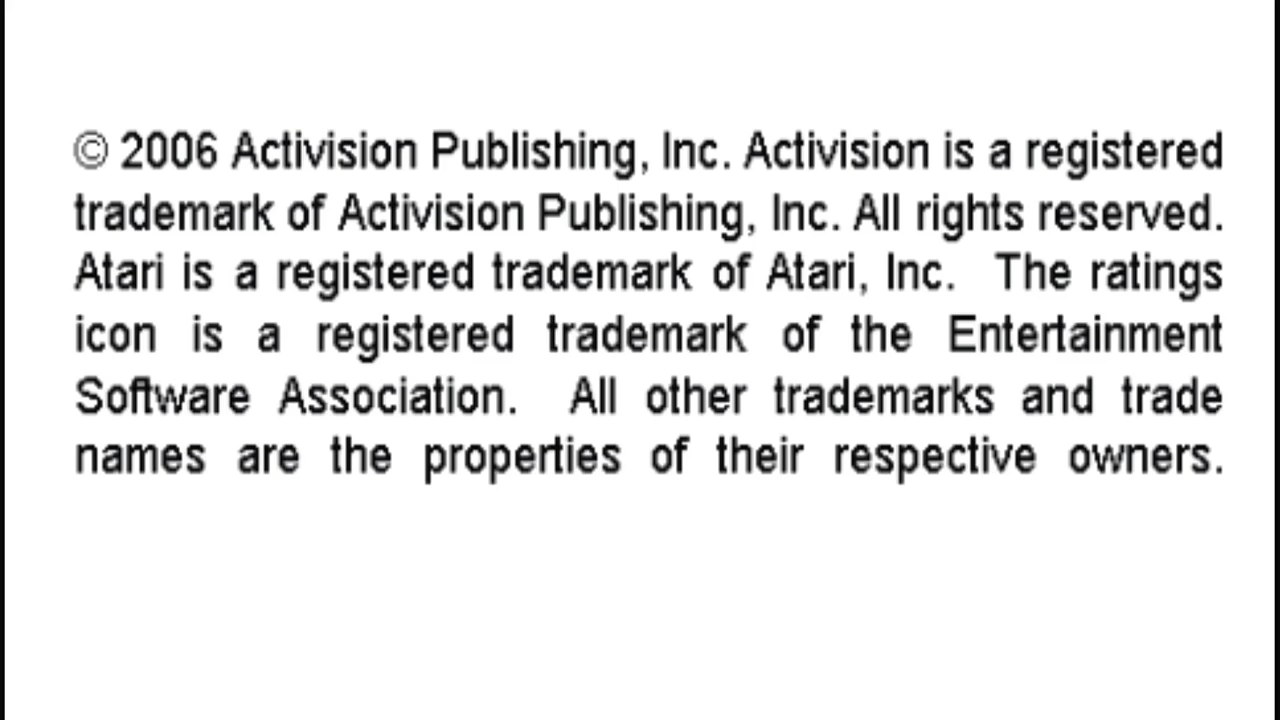 © 2006 Activision Publishing, Inc. Activision is a registered
trademark of Activision Publishing, Inc. All rights reserved.
Atari is a registered trademark of Atari, Inc.  The ratings
icon is a registered trademark of the Entertainment
Software Association.  All other trademarks and trade
names are the properties of their respective owners.